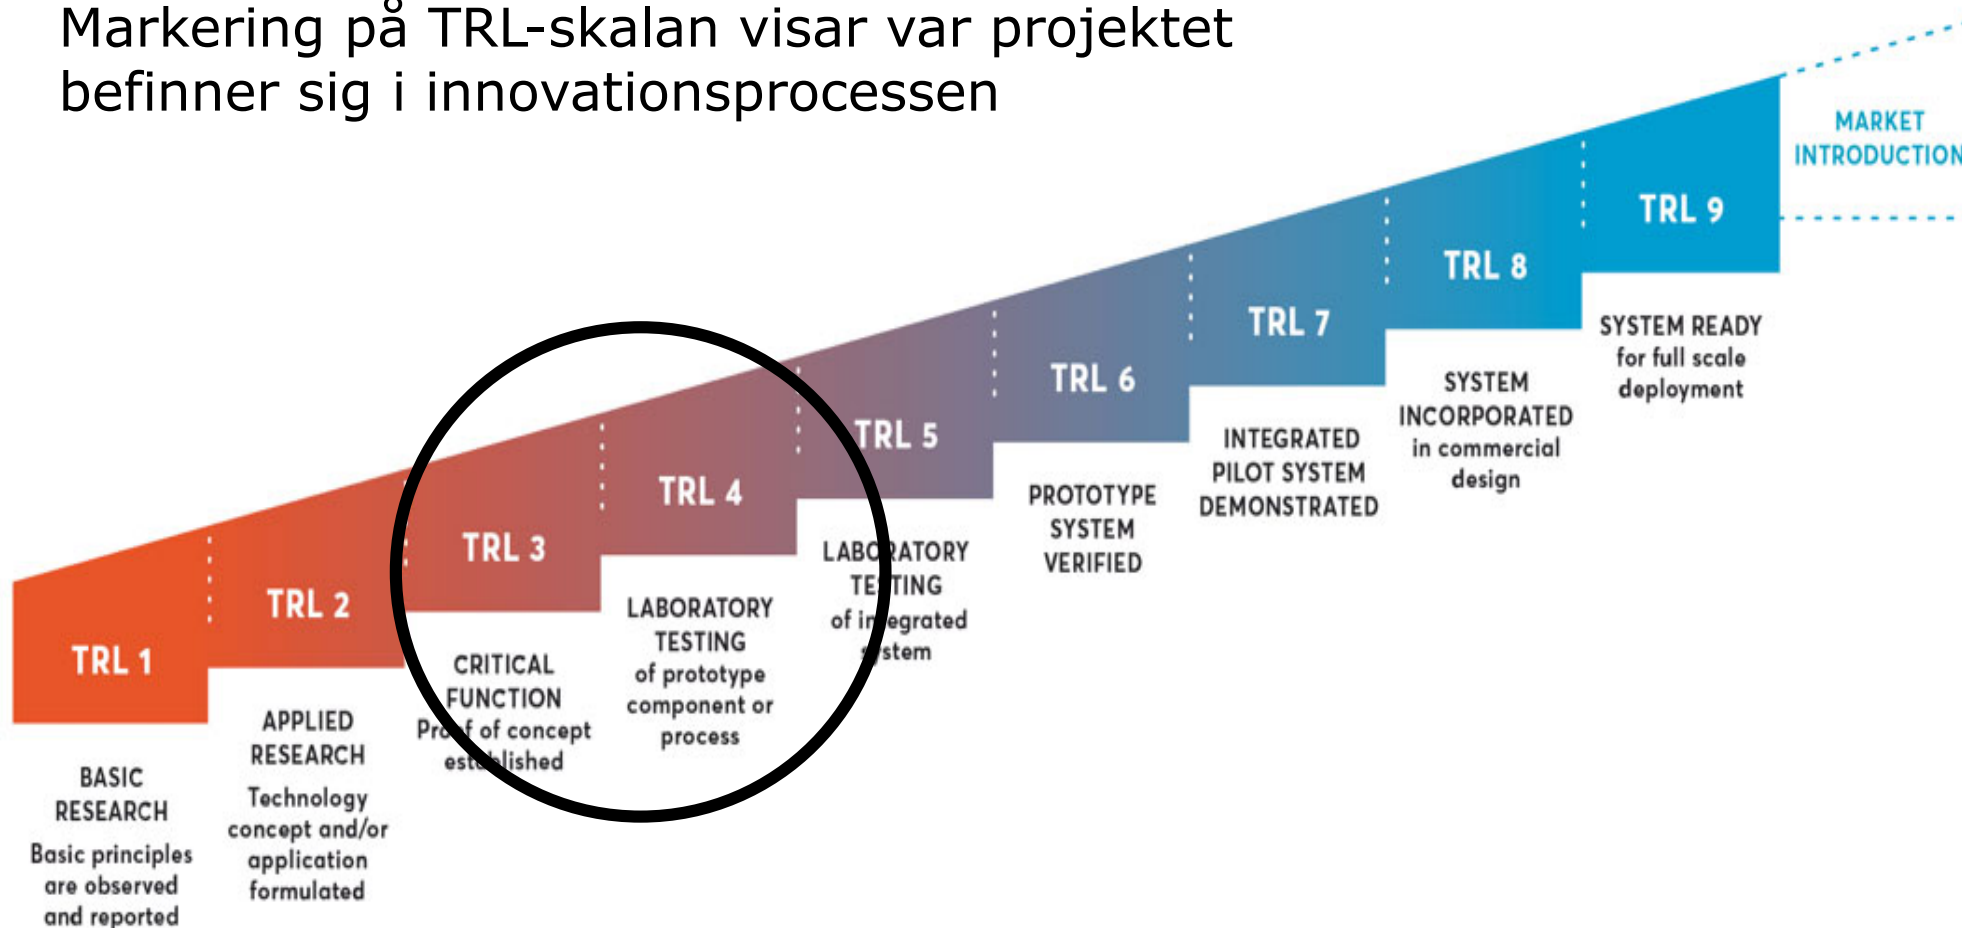 Markering på TRL-skalan visar var projektet
befinner sig i innovationsprocessen
TRL 1
BASIC
RESEARCH
Basic principles
are observed
and reported
TRL 2
APPLIED
RESEARCH
Technology
concept and/or
application
formulated
TRL 3
CRITICAL
FUNCTION
Proof of concept
established
TRL 4
LABORATORY
TESTING
of prototype
component or
process
TRL 5
LABORATORY
TESTING
of integrated
system
TRL 6
PROTOTYPE
SYSTEM
VERIFIED
TRL 7
INTEGRATED
PILOT SYSTEM
DEMONSTRATED
TRL 8
SYSTEM
INCORPORATED
in commercial
design
TRL 9
SYSTEM READY
for full scale
deployment
MARKET
INTRODUCTION